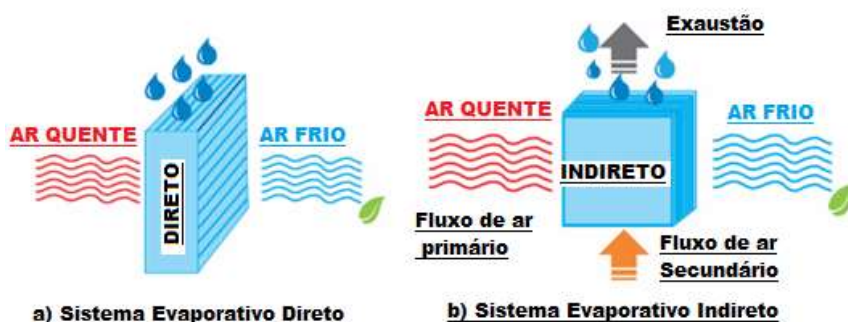 AR QUENTE
AR FRIO
DIRETO
a) Sistema Evaporativo Direto
Exaustão
AR QUENTE
AR FRIO
INDIRETO
Fluxo de ar
primário
Fluxo de ar
Secundário
b) Sistema Evaporativo Indireto